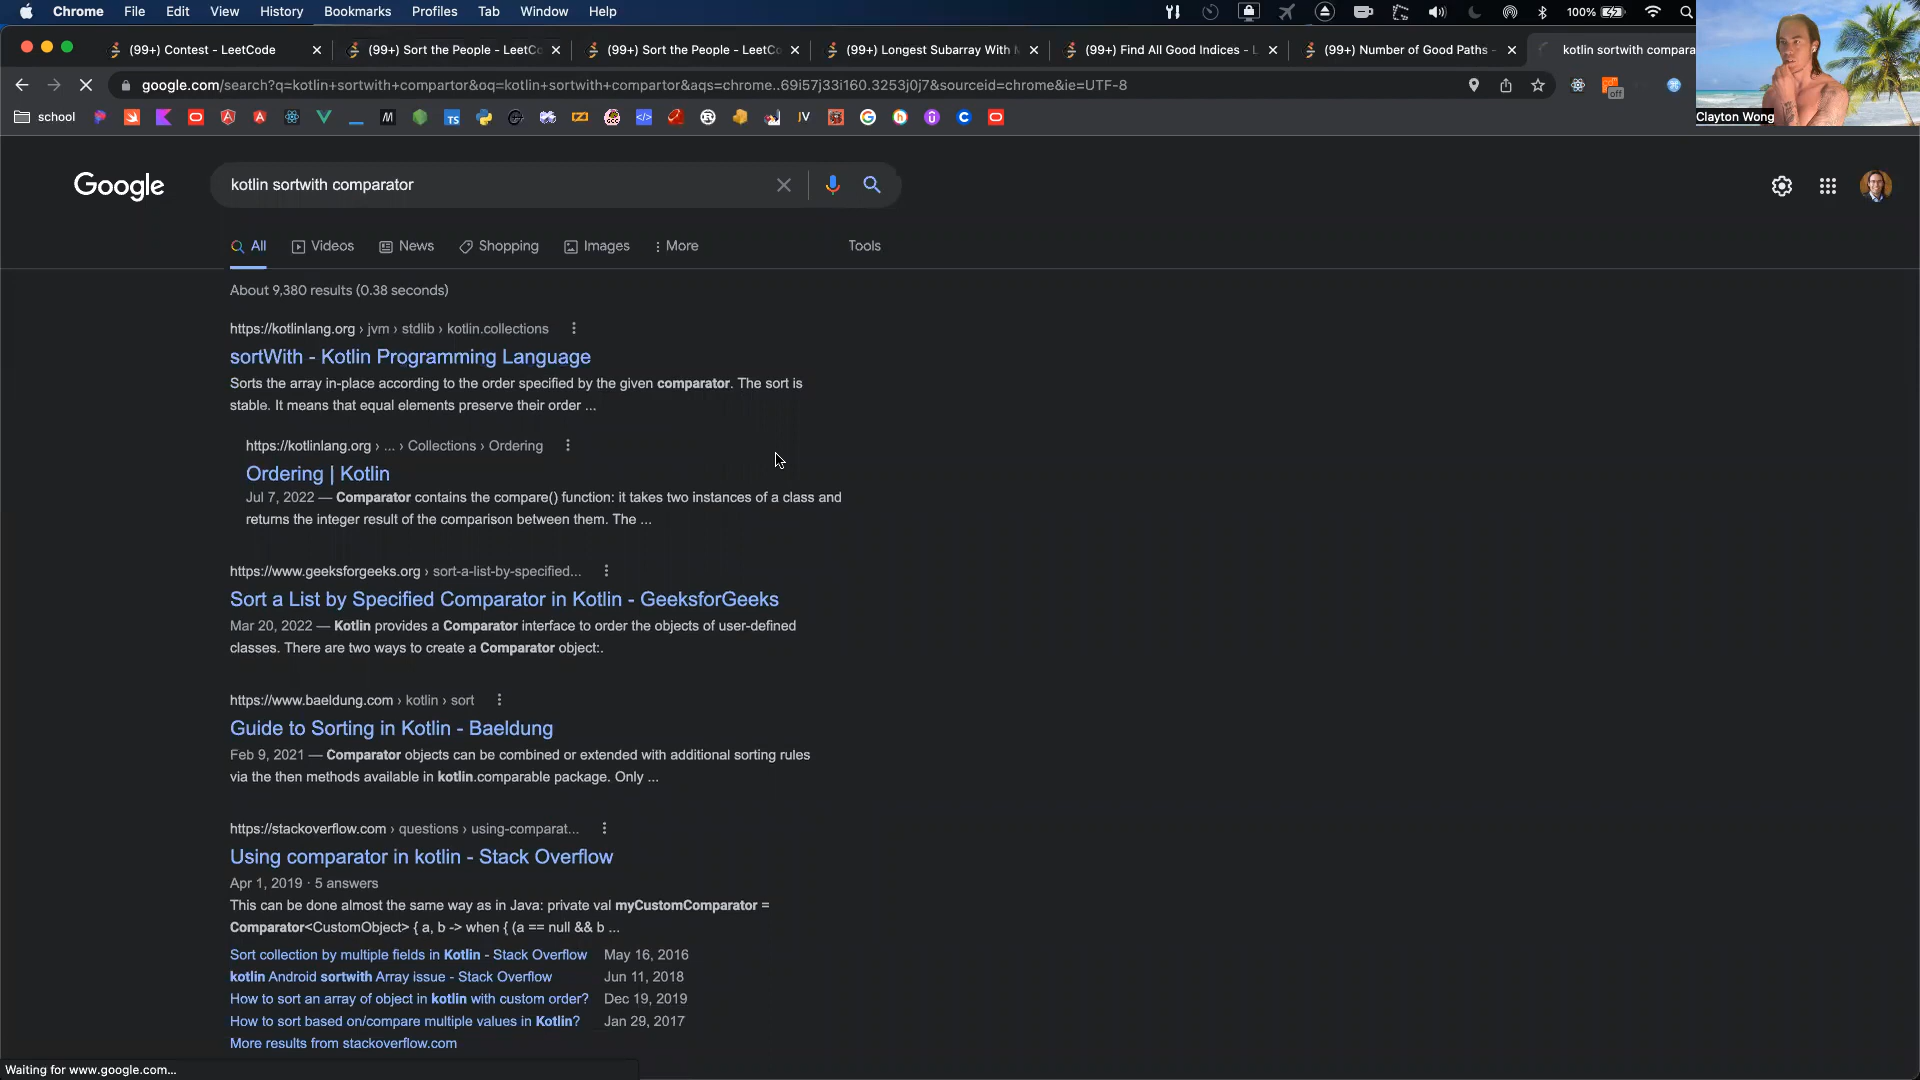 Chrome File Edit View History Bookmarks Profiles Tab Window Help 100%
(99+) Contest - LeetCode
(99+) Sort the People - LeetCo
(99+) Sort the People - LeetCo
(99+) Longest Subarray With
(99+) Find All Good Indices - L
(99+) Number of Good Paths -
kotlin sortwith compara
google.com/search?q=kotlin+sortwith+compartor&oq=kotlin+sortwith+compartor&aqs=chrome..69i57j33i160.3253j0j7&sourceid=chrome&ie=UTF-8
off
school
TS
JV
Clayton Wong
Google
kotlin sortwith comparator
All Videos News Shopping Images More Tools
About 9,380 results (0.38 seconds)
https://kotlinlang.org › jvm › stdlib › kotlin.collections
sortWith - Kotlin Programming Language
Sorts the array in-place according to the order specified by the given comparator. The sort is
stable. It means that equal elements preserve their order ...
https://kotlinlang.org › ... › Collections › Ordering
Ordering | Kotlin
Jul 7, 2022 — Comparator contains the compare() function: it takes two instances of a class and
returns the integer result of the comparison between them. The ...
https://www.geeksforgeeks.org › sort-a-list-by-specified...
Sort a List by Specified Comparator in Kotlin - GeeksforGeeks
Mar 20, 2022 — Kotlin provides a Comparator interface to order the objects of user-defined
classes. There are two ways to create a Comparator object:.
https://www.baeldung.com › kotlin › sort
Guide to Sorting in Kotlin - Baeldung
Feb 9, 2021 — Comparator objects can be combined or extended with additional sorting rules
via the then methods available in kotlin.comparable package. Only ...
https://stackoverflow.com › questions › using-comparat...
Using comparator in kotlin - Stack Overflow
Apr 1, 2019 · 5 answers
This can be done almost the same way as in Java: private val myCustomComparator =
Comparator<CustomObject> { a, b -> when { (a == null && b ...
Sort collection by multiple fields in Kotlin - Stack Overflow May 16, 2016
kotlin Android sortwith Array issue - Stack Overflow Jun 11, 2018
How to sort an array of object in kotlin with custom order? Dec 19, 2019
How to sort based on/compare multiple values in Kotlin? Jan 29, 2017
More results from stackoverflow.com
Waiting for www.google.com...